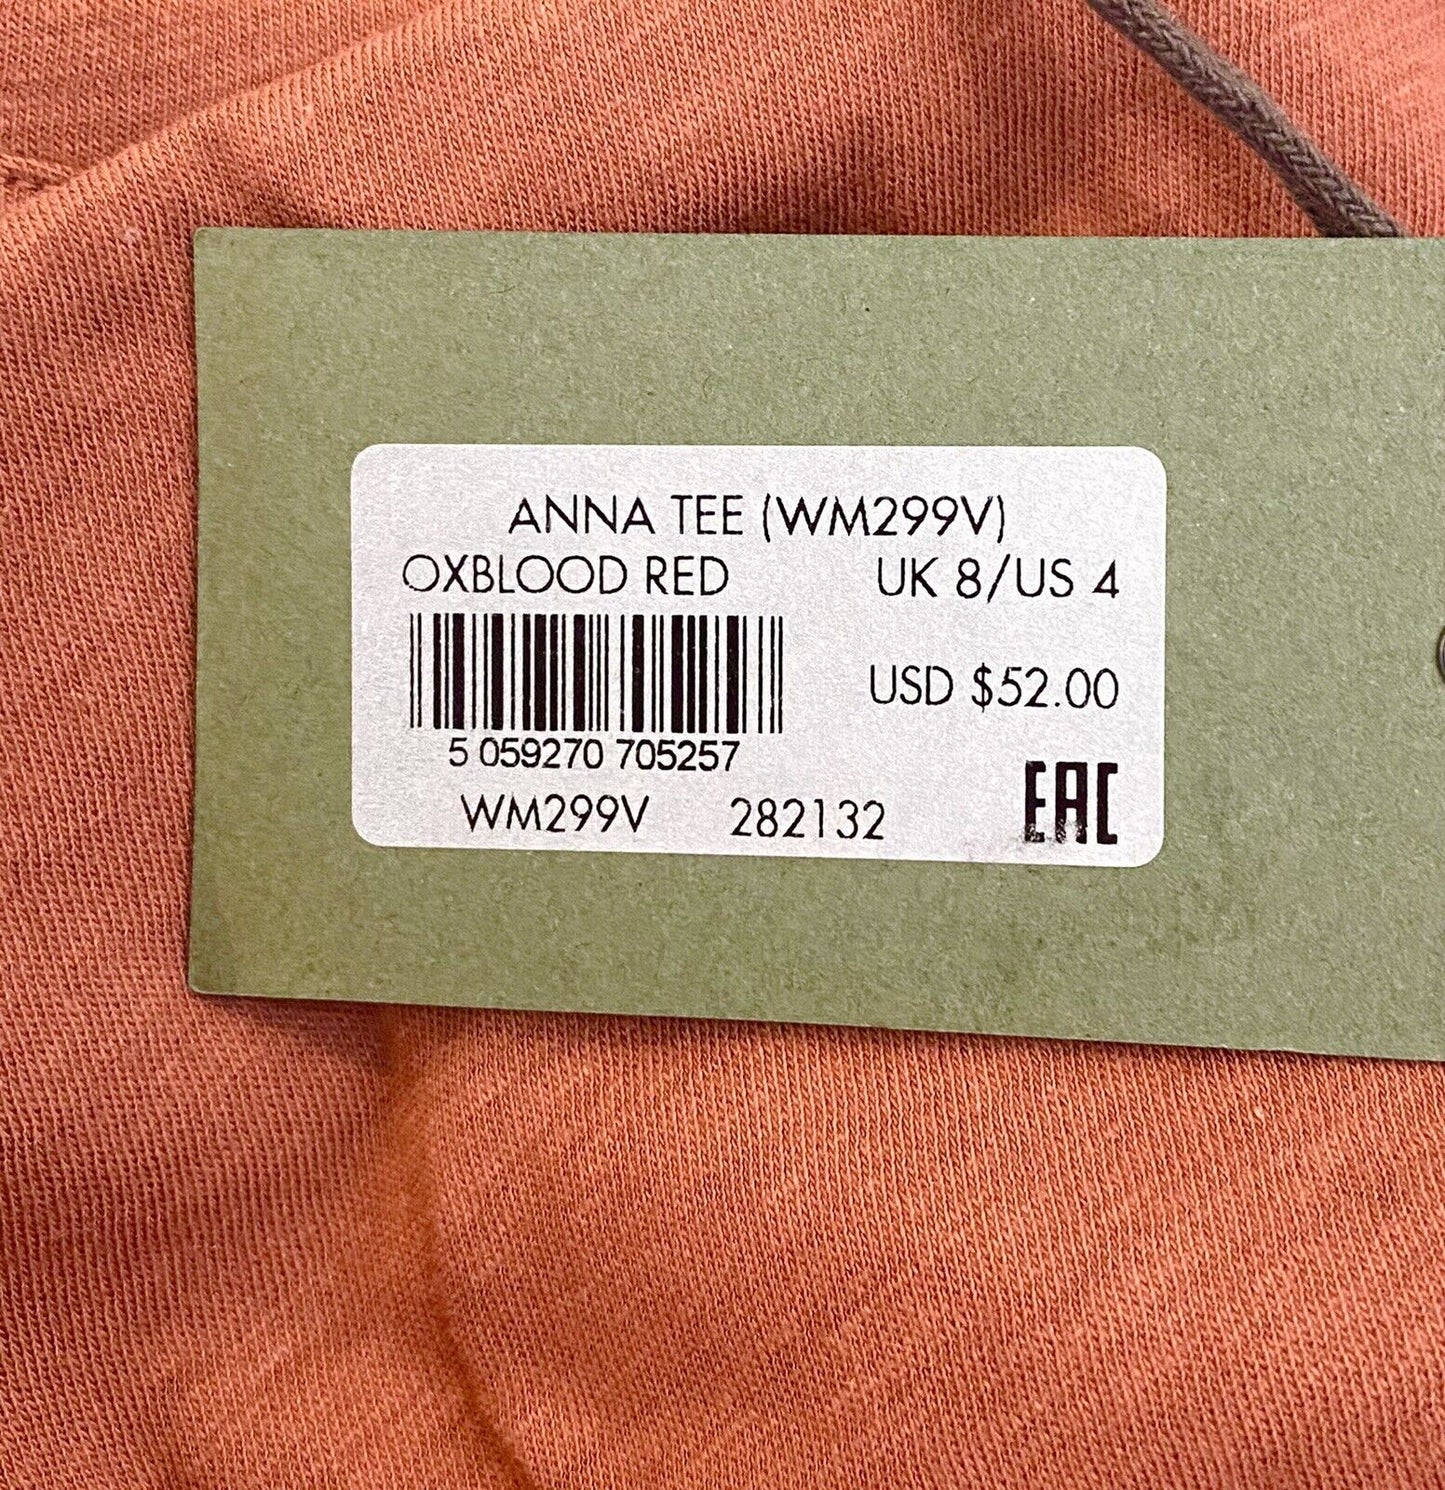 ANNA TEE (WM299V)
OXBLOOD RED UK 8/US 4
USD $52.00
5 059270 705257
WM299V 282132 EAC